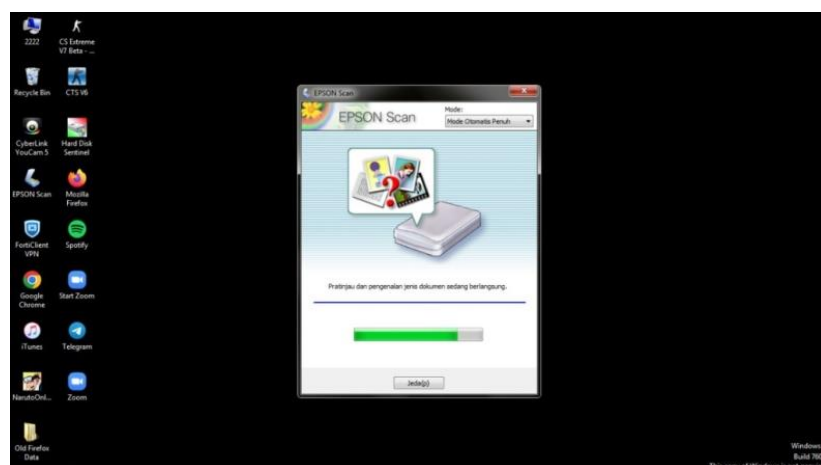 2222
CS Extreme
V7 Beta - ...
Recycle Bin
CTS V6
CyberLink
YouCam 5
Hard Disk
Sentinel
EPSON Scan
Mozilla
Firefox
FortiClient
VPN
Spotify
Google
Chrome
Start Zoom
iTunes
Telegram
NarutoOnl...
Zoom
Old Firefox
Data
EPSON Scan
EPSON Scan
Mode:
Mode Otomatis Penuh
Pratinjau dan pengenalan jenis dokumen sedang berlangsung.
Jeda(p)
Windows
Build 760